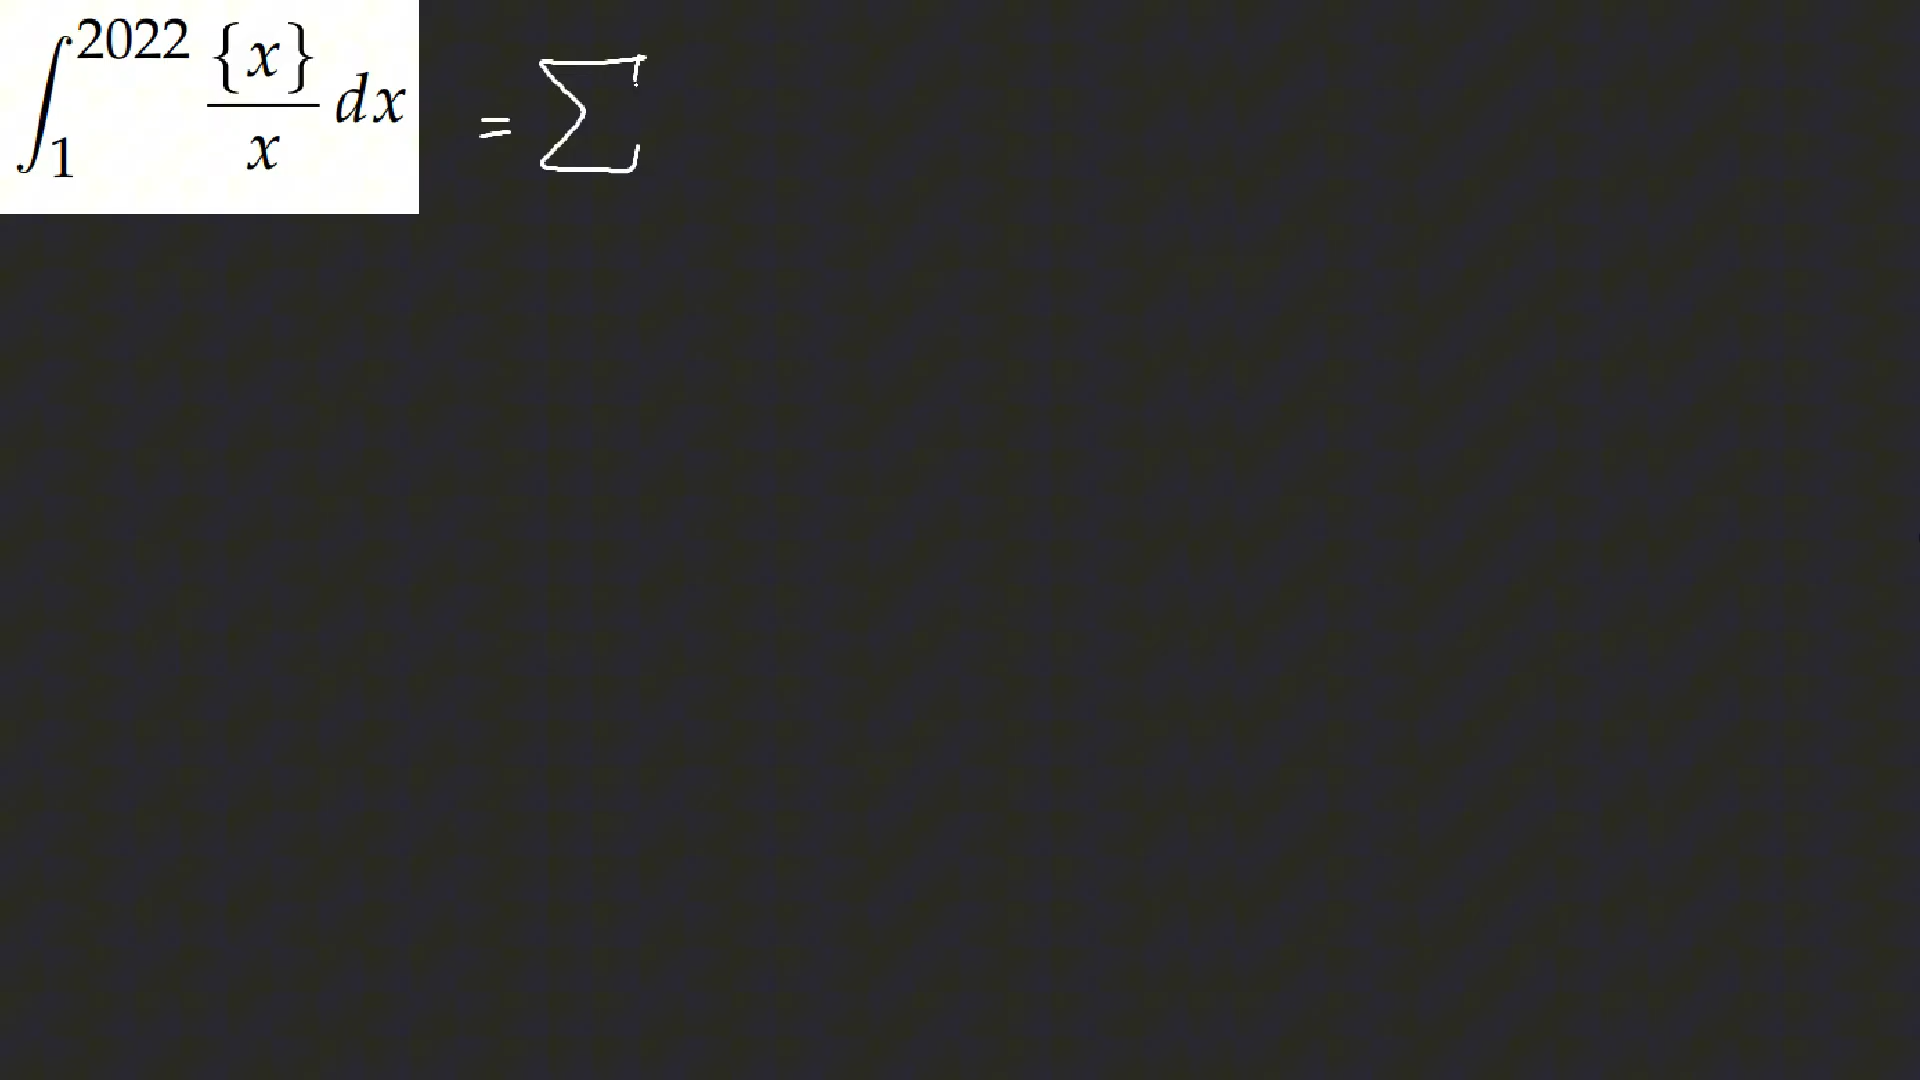 ∫₁²⁰²² {x}/x dx = Σ